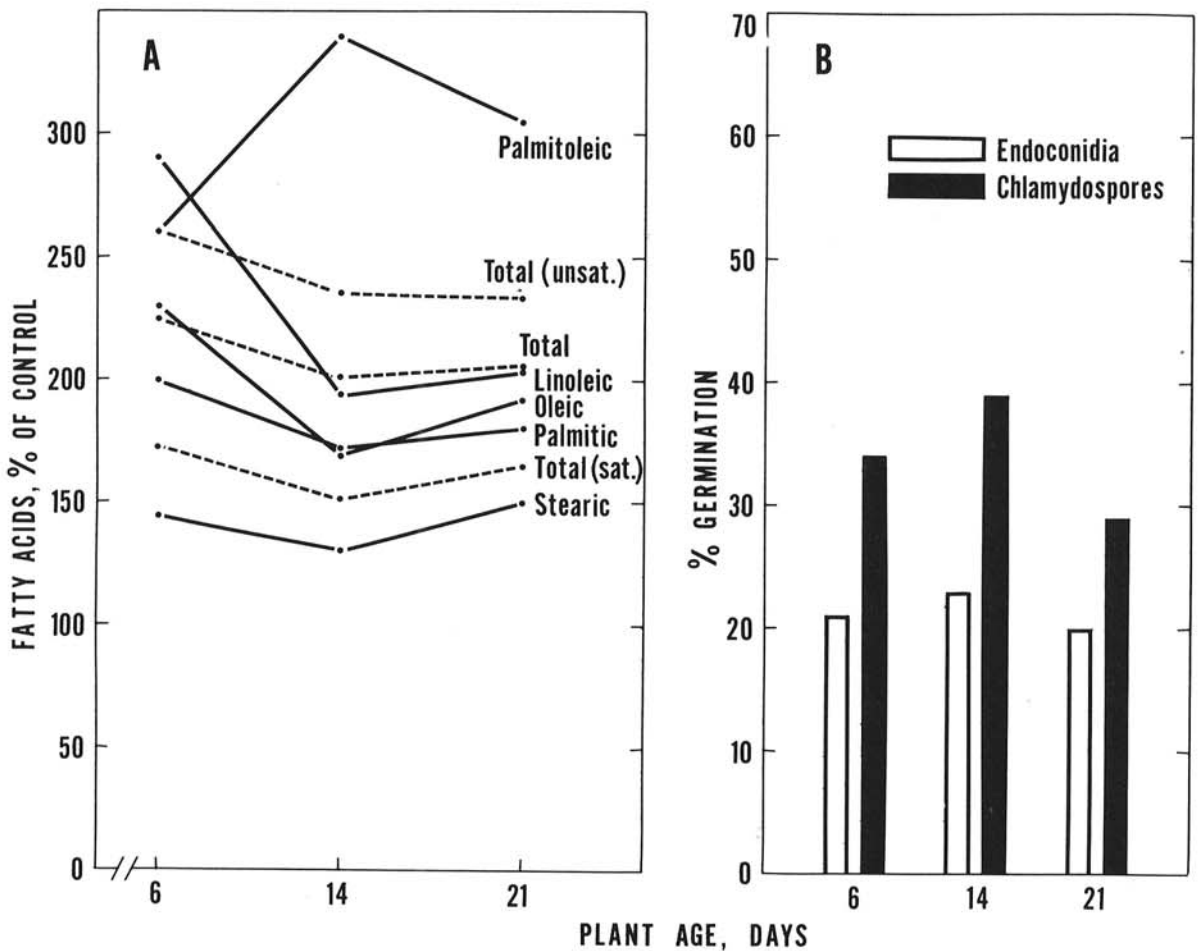 A
FATTY ACIDS, % OF CONTROL
300
250
200
150
100
50
0
Palmitoleic
Total (unsat.)
Total
Linoleic
Oleic
Palmitic
Total (sat.)
Stearic
6 14 21
B
% GERMINATION
70
60
50
40
30
20
10
0
Endoconidia
Chlamydospores
6 14 21
PLANT AGE, DAYS